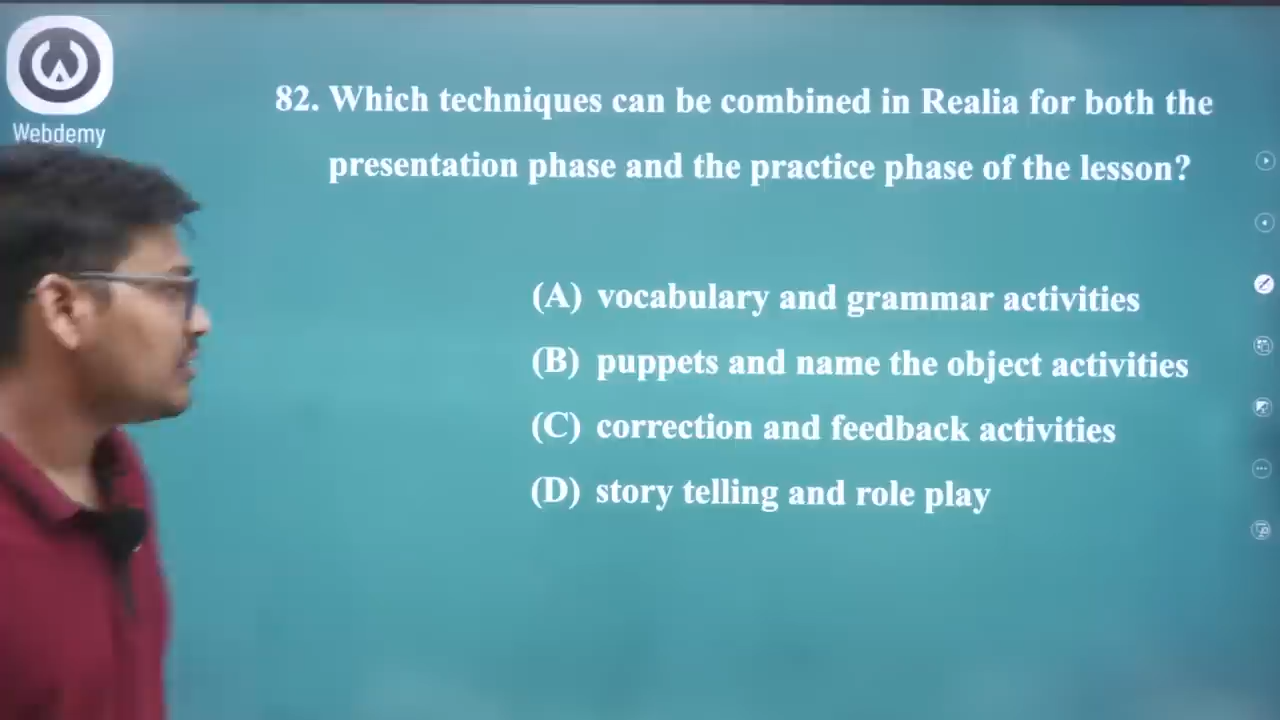 Webdemy
82. Which techniques can be combined in Realia for both the
presentation phase and the practice phase of the lesson?
(A) vocabulary and grammar activities
(B) puppets and name the object activities
(C) correction and feedback activities
(D) story telling and role play